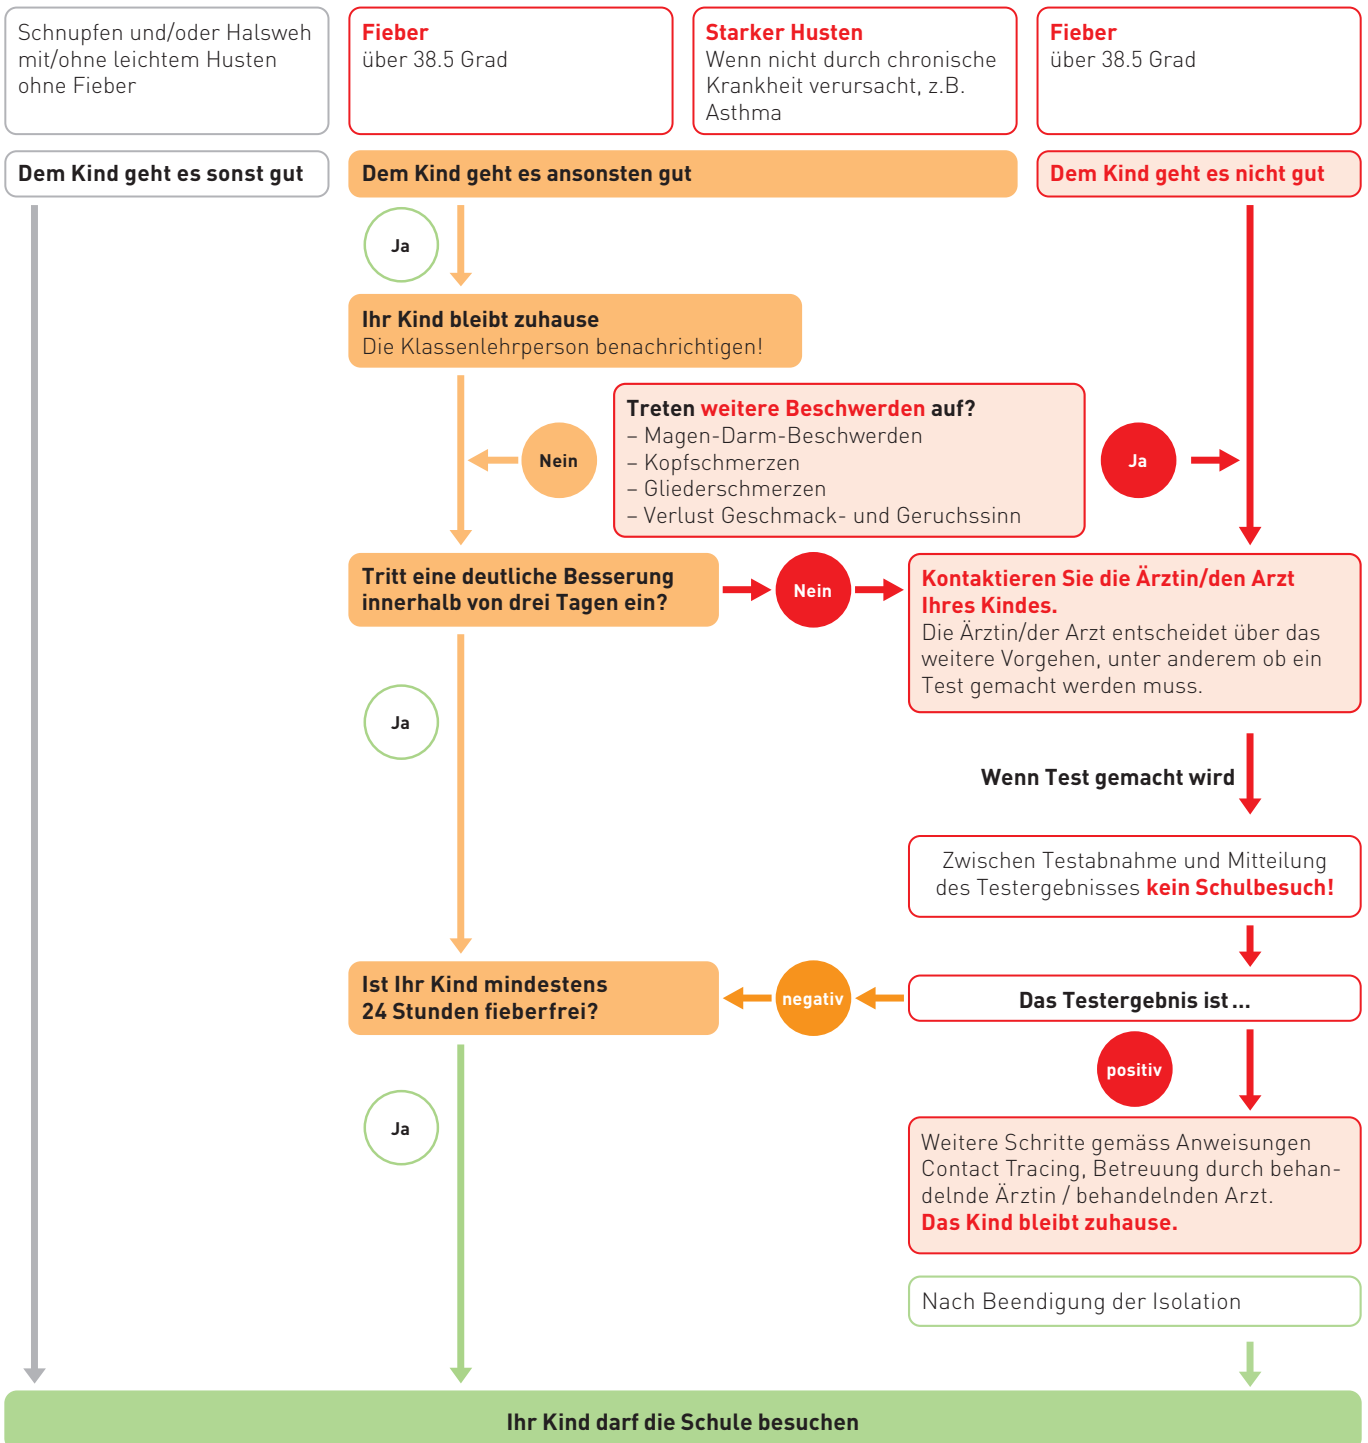 Schnupfen und/oder Halsweh
mit/ohne leichtem Husten
ohne Fieber
Fieber
über 38.5 Grad
Starker Husten
Wenn nicht durch chronische
Krankheit verursacht, z.B.
Asthma
Fieber
über 38.5 Grad
Dem Kind geht es sonst gut
Dem Kind geht es ansonsten gut
Dem Kind geht es nicht gut
Ja
Ihr Kind bleibt zuhause
Die Klassenlehrperson benachrichtigen!
Treten weitere Beschwerden auf?
– Magen-Darm-Beschwerden
– Kopfschmerzen
– Gliederschmerzen
– Verlust Geschmack- und Geruchssinn
Nein
Ja
Tritt eine deutliche Besserung
innerhalb von drei Tagen ein?
Nein
Kontaktieren Sie die Ärztin/den Arzt
Ihres Kindes.
Die Ärztin/der Arzt entscheidet über das
weitere Vorgehen, unter anderem ob ein
Test gemacht werden muss.
Ja
Wenn Test gemacht wird
Zwischen Testabnahme und Mitteilung
des Testergebnisses kein Schulbesuch!
Ist Ihr Kind mindestens
24 Stunden fieberfrei?
negativ
Das Testergebnis ist ...
positiv
Ja
Weitere Schritte gemäss Anweisungen
Contact Tracing, Betreuung durch behan-
delnde Ärztin / behandelnden Arzt.
Das Kind bleibt zuhause.
Nach Beendigung der Isolation
Ihr Kind darf die Schule besuchen